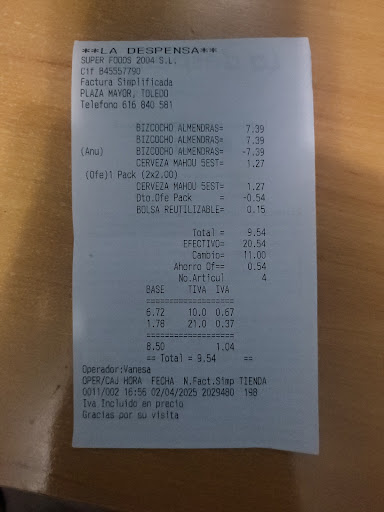 **LA DESPENSA**
SUPER FOODS 2004 S.L.
Cif B45557790
Factura Simplificada
PLAZA MAYOR, TOLEDO
Telefono 616 840 581
BIZCOCHO ALMENDRAS= 7.39
BIZCOCHO ALMENDRAS= 7.39
(Anu) BIZCOCHO ALMENDRAS= -7.39
CERVEZA MAHOU 5EST= 1.27
(Ofe)1 Pack (2x2.00)
CERVEZA MAHOU 5EST= 1.27
Dto.Ofe Pack = -0.54
BOLSA REUTILIZABLE= 0.15
Total = 9.54
EFECTIVO= 20.54
Cambio= 11.00
Ahorro Of== 0.54
No.Articul 4
BASE TIVA IVA
===================
6.72 10.0 0.67
1.78 21.0 0.37
===================
8.50 1.04
== Total = 9.54 ==
Operador:Vanesa
OPER/CAJ HORA FECHA N.Fact.Simp TIENDA
0011/002 16:56 02/04/2025 2029480 198
Iva Incluido en precio
Gracias por su visita